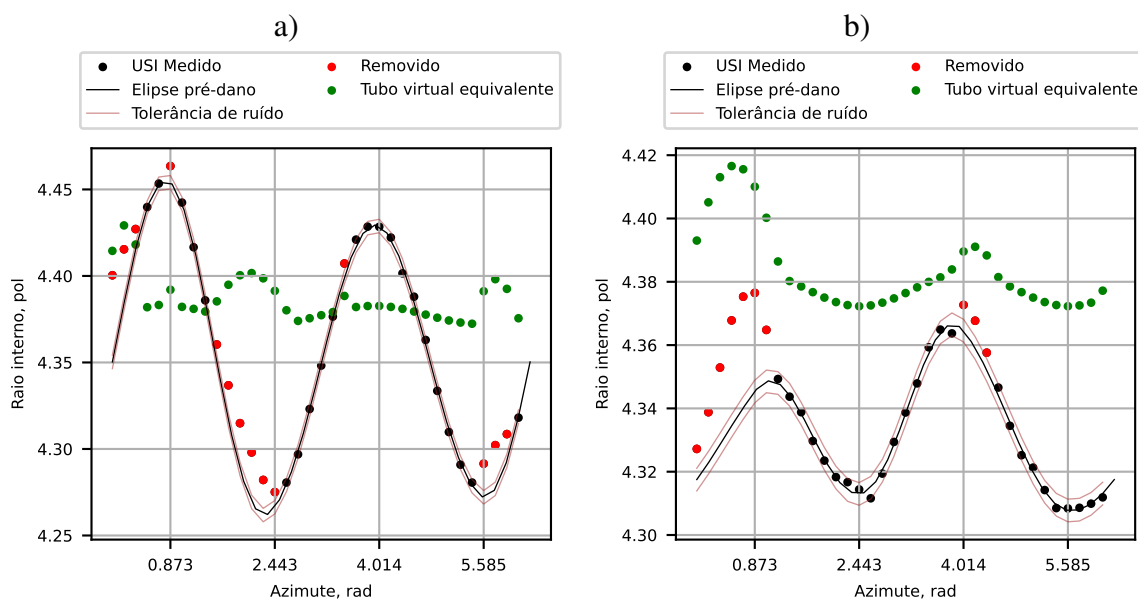 a)
USI Medido
Removido
Elipse pré-dano
Tubo virtual equivalente
Tolerância de ruído
4.45
4.40
4.35
4.30
4.25
Raio interno, pol
0.873
2.443
4.014
5.585
Azimute, rad
b)
USI Medido
Removido
Elipse pré-dano
Tubo virtual equivalente
Tolerância de ruído
4.42
4.40
4.38
4.36
4.34
4.32
4.30
Raio interno, pol
0.873
2.443
4.014
5.585
Azimute, rad